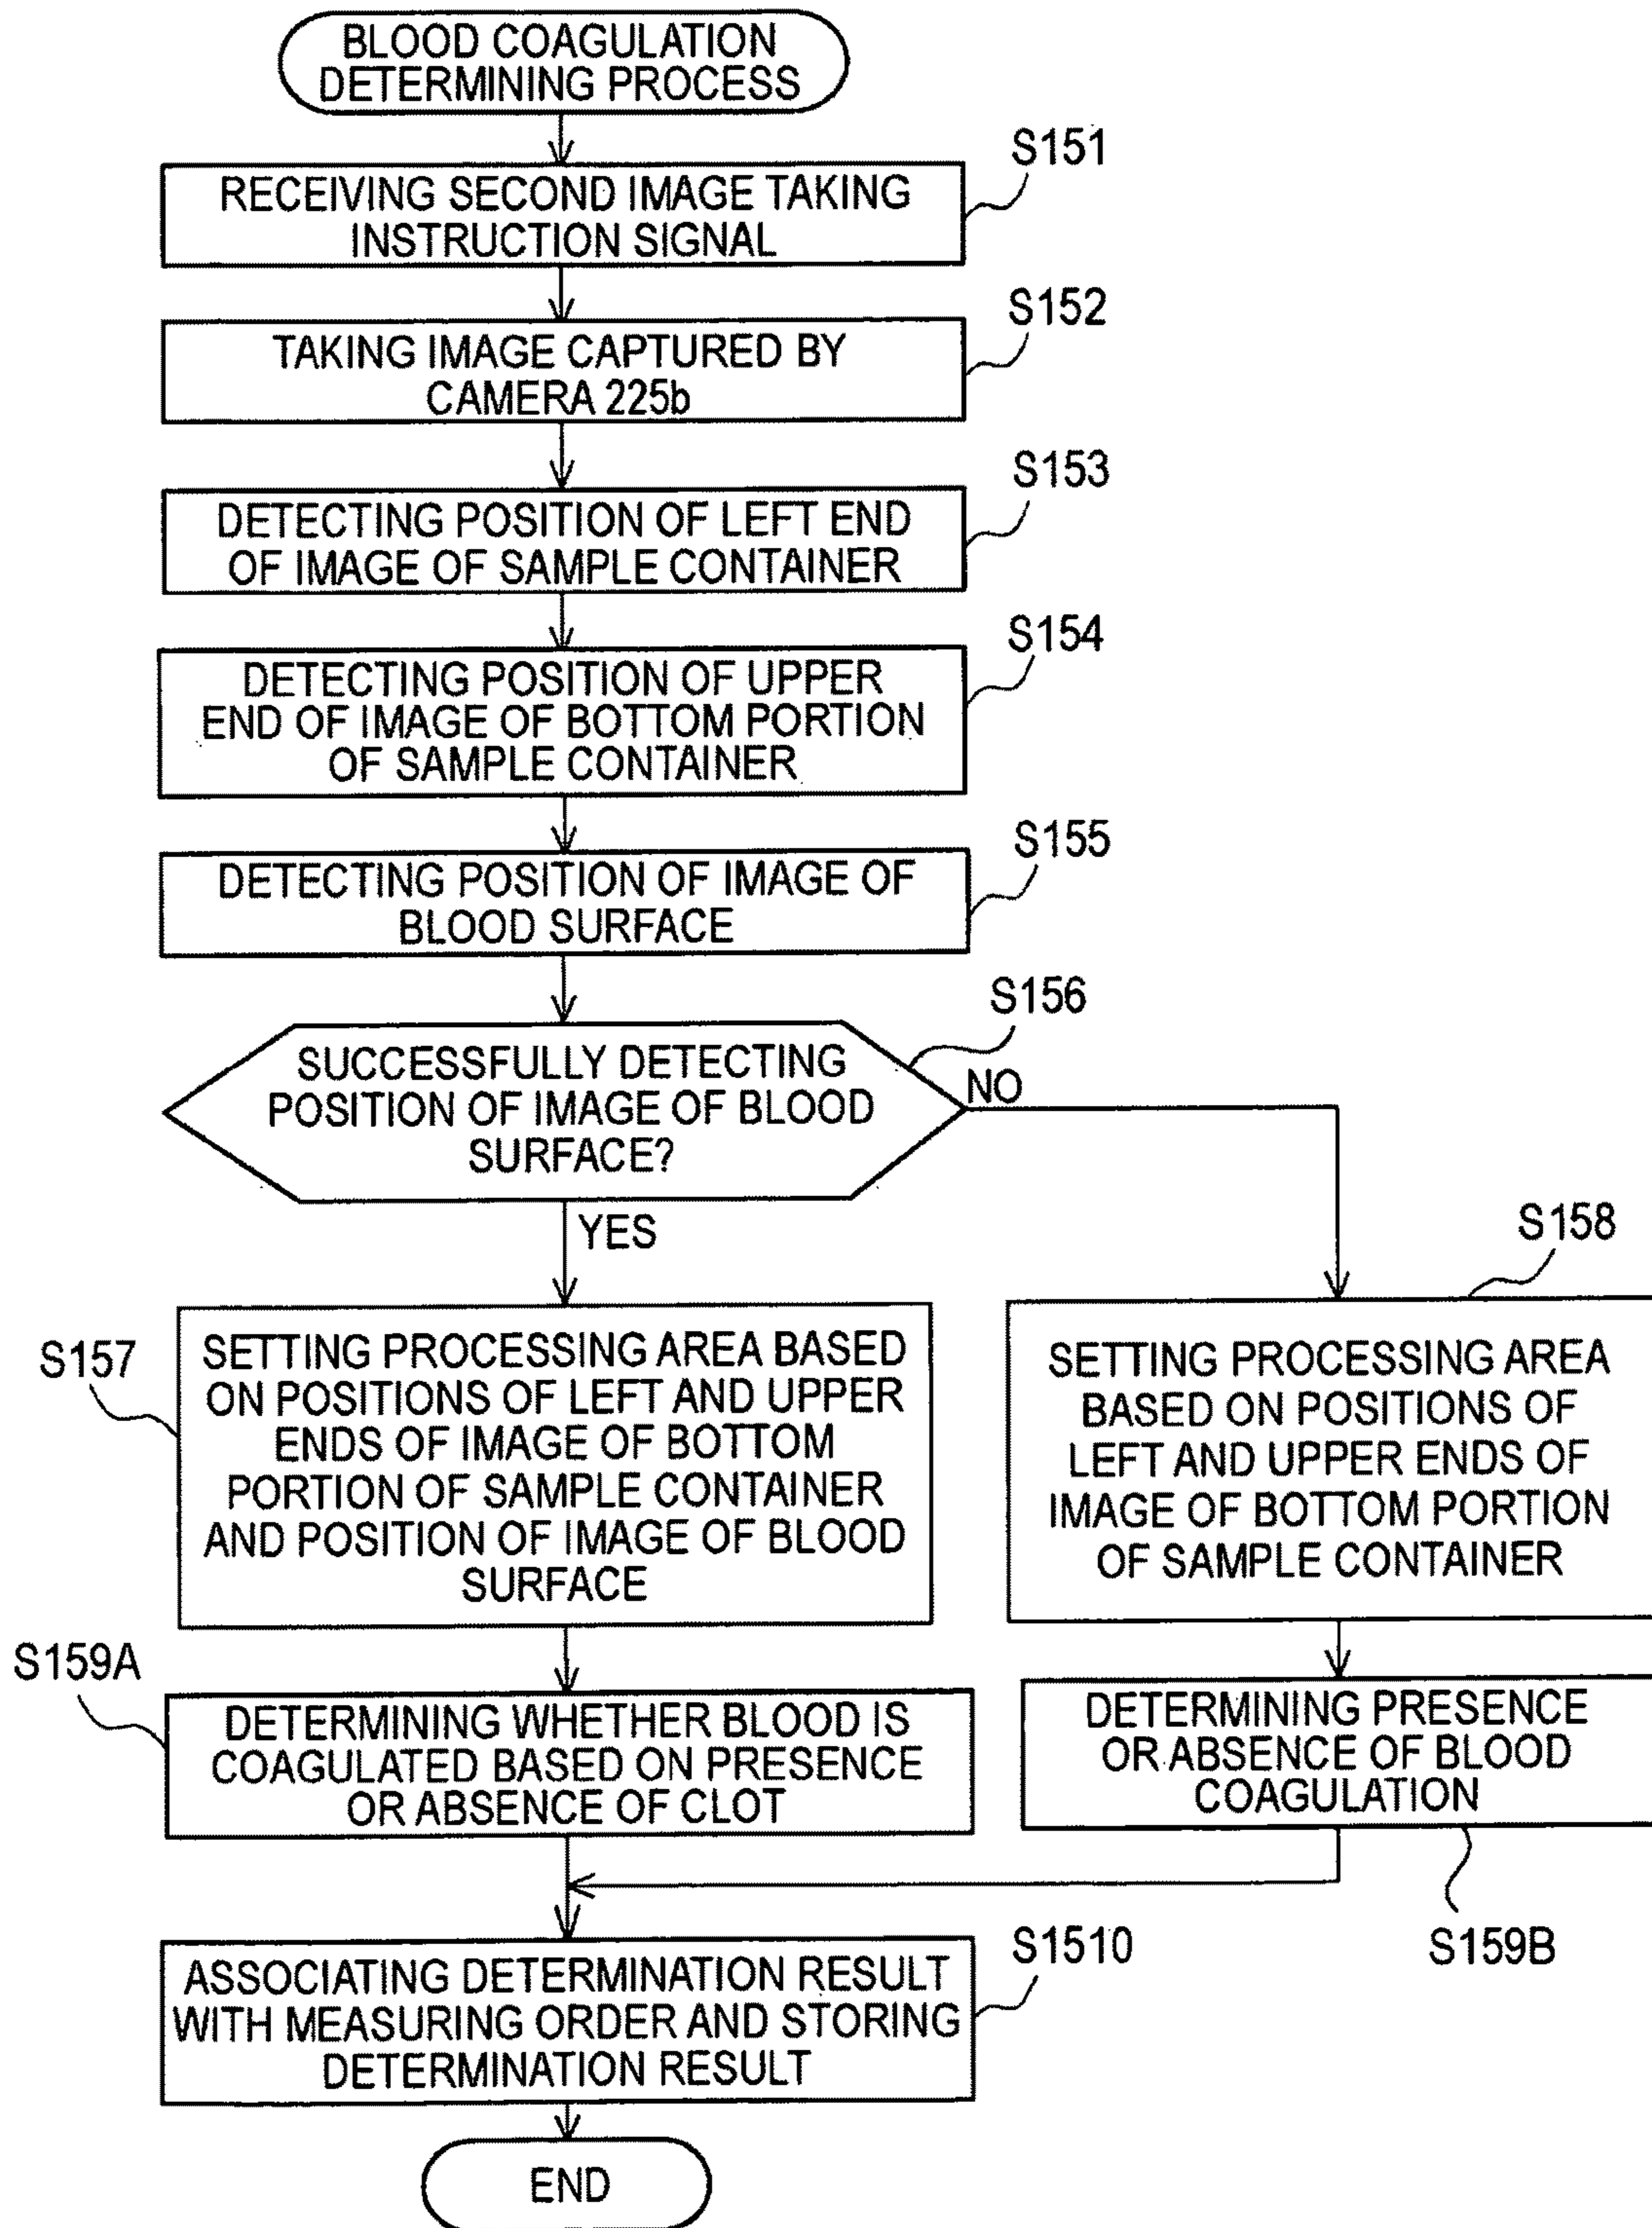 BLOOD COAGULATION
DETERMINING PROCESS
S151
RECEIVING SECOND IMAGE TAKING
INSTRUCTION SIGNAL
S152
TAKING IMAGE CAPTURED BY
CAMERA 225b
S153
DETECTING POSITION OF LEFT END
OF IMAGE OF SAMPLE CONTAINER
S154
DETECTING POSITION OF UPPER
END OF IMAGE OF BOTTOM PORTION
OF SAMPLE CONTAINER
S155
DETECTING POSITION OF IMAGE OF
BLOOD SURFACE
S156
SUCCESSFULLY DETECTING
POSITION OF IMAGE OF BLOOD
SURFACE?
NO
YES
S157
SETTING PROCESSING AREA BASED
ON POSITIONS OF LEFT AND UPPER
ENDS OF IMAGE OF BOTTOM
PORTION OF SAMPLE CONTAINER
AND POSITION OF IMAGE OF BLOOD
SURFACE
S158
SETTING PROCESSING AREA
BASED ON POSITIONS OF
LEFT AND UPPER ENDS OF
IMAGE OF BOTTOM PORTION
OF SAMPLE CONTAINER
S159A
DETERMINING WHETHER BLOOD IS
COAGULATED BASED ON PRESENCE
OR ABSENCE OF CLOT
DETERMINING PRESENCE
OR ABSENCE OF BLOOD
COAGULATION
S159B
S1510
ASSOCIATING DETERMINATION RESULT
WITH MEASURING ORDER AND STORING
DETERMINATION RESULT
END